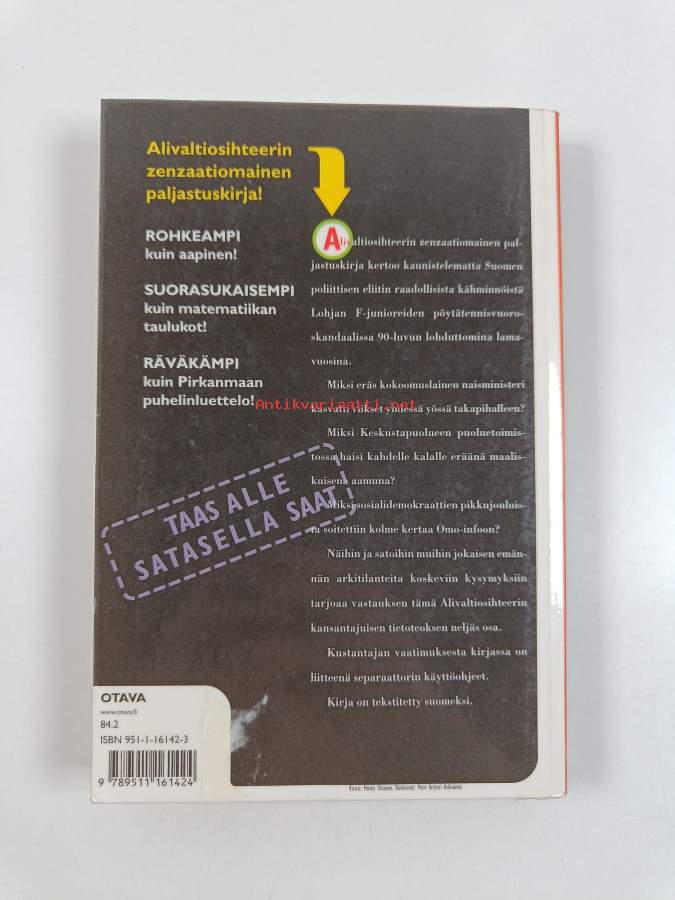 Alivaltiosihteerin
zenzaatiomainen
paljastuskirja!
ROHKEAMPI
kuin aapinen!
SUORASUKAISEMPI
kuin matematiikan
taulukot!
RÄVÄKÄMPI
kuin Pirkanmaan
puhelinluettelo!
Alivaltiosihteerin zenzaatiomainen pal-
jastuskirja kertoo kaunistelematta Suomen
poliittisen eliitin raadollisista kähminnöistä
Lohjan F-junioreiden pöytätennisvuoro-
skandaalissa 90-luvun lohduttomina lama-
vuosina.
Miksi eräs kokoomuslainen naisministeri
kasvatti viikset yhdessä yössä takapihalleen?
Antikvariaatti.net
Miksi Keskustapuolueen puoluetoimis-
tossa haisi kahdelle kalalle eräänä maalis-
kuisena aamuna?
Miksi sosialidemokraattien pikkujouluis-
ta soitettiin kolme kertaa Omo-infoon?
Näihin ja satoihin muihin jokaisen emän-
nän arkitilanteita koskeviin kysymyksiin
tarjoaa vastauksen tämä Alivaltiosihteerin
kansantajuisen tietoteoksen neljäs osa.
Kustantajan vaatimuksesta kirjassa on
liitteenä separaattorin käyttöohjeet.
Kirja on tekstitetty suomeksi.
TAAS ALLE
SATASELLA SAAT
OTAVA
www.otava.fi
84.2
ISBN 951-1-16142-3
9 789511 161424